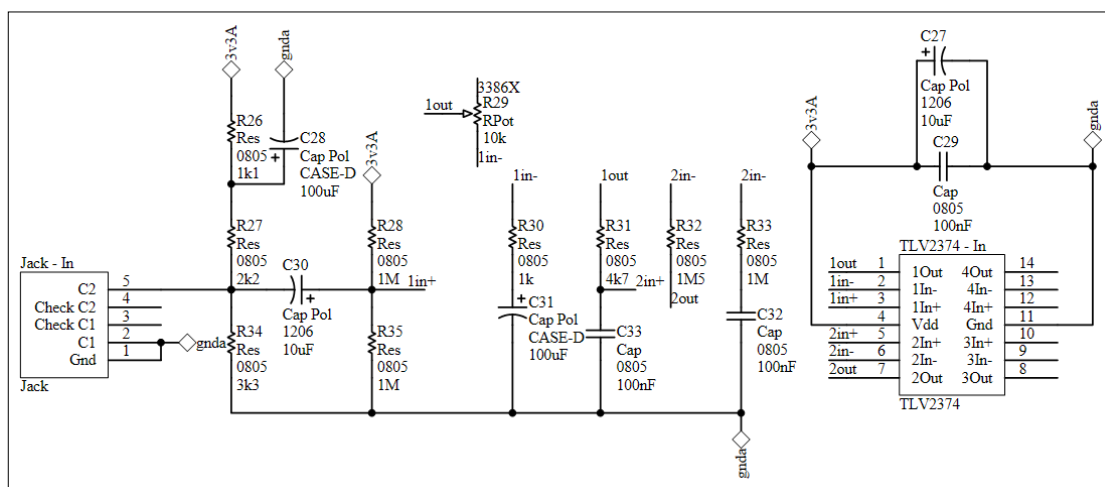 3v3A
gnda
R26
Res
0805
1k1
C28
Cap Pol
CASE-D
100uF
3v3A
R27
Res
0805
2k2
C30
Cap Pol
1206
10uF
R28
Res
0805
1M
1in+
Jack - In
C2 5
Check C2 4
Check C1 3
C1 2
Gnd 1
Jack
gnda
R34
Res
0805
3k3
R35
Res
0805
1M
3386X
R29
RPot
10k
1out
1in-
1in-
R30
Res
0805
1k
C31
Cap Pol
CASE-D
100uF
1out
R31
Res
0805
4k7
2in+
C33
Cap
0805
100nF
2in-
R32
Res
0805
1M5
2out
2in-
R33
Res
0805
1M
C32
Cap
0805
100nF
gnda
C27
Cap Pol
1206
10uF
3v3A
gnda
C29
Cap
0805
100nF
TLV2374 - In
1out 1 1Out 4Out 14
1in- 2 1In- 4In- 13
1in+ 3 1In+ 4In+ 12
4 Vdd Gnd 11
2in+ 5 2In+ 3In+ 10
2in- 6 2In- 3In- 9
2out 7 2Out 3Out 8
TLV2374